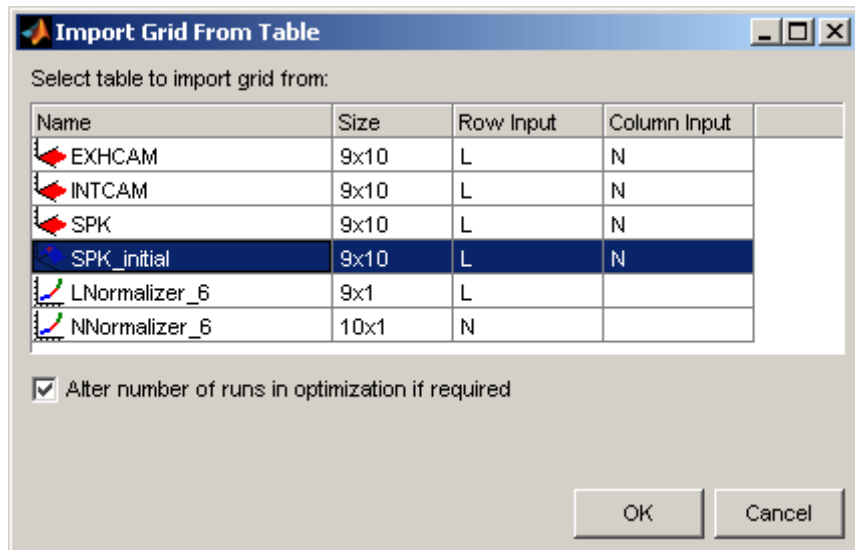 Import Grid From Table
Select table to import grid from:
Name Size Row Input Column Input
EXHCAM 9x10 L N
INTCAM 9x10 L N
SPK 9x10 L N
SPK_initial 9x10 L N
LNormalizer_6 9x1 L
NNormalizer_6 10x1 N
Alter number of runs in optimization if required
OK Cancel